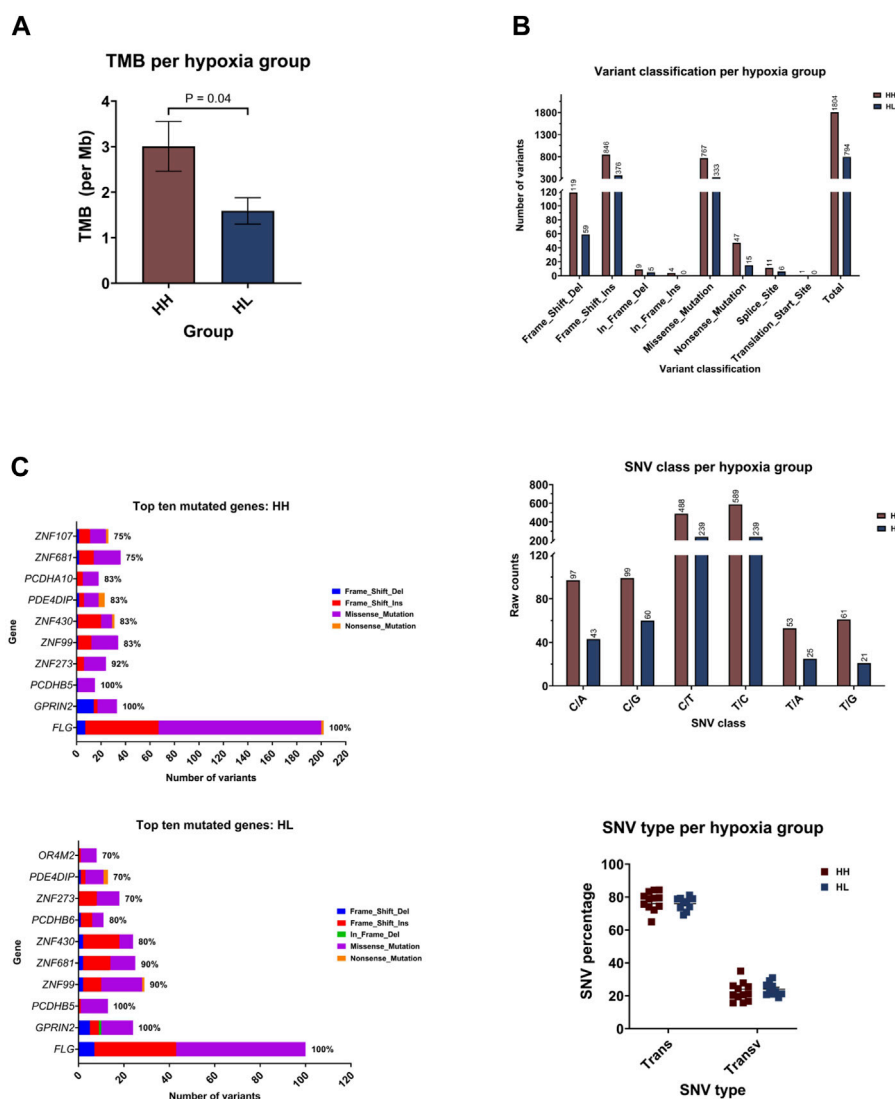 A
TMB per hypoxia group
P = 0.04
4
3
2
1
0
TMB (per Mb)
HH
HL
Group
B
Variant classification per hypoxia group
HH
HL
Number of variants
1800
1300
800
300
120
100
80
60
40
20
0
119
59
846
376
9
5
4
0
767
333
47
15
11
6
1
0
1804
794
Frame_Shift_Del
Frame_Shift_Ins
In_Frame_Del
In_Frame_Ins
Missense_Mutation
Nonsense_Mutation
Splice_Site
Translation_Start_Site
Total
Variant classification
C
Top ten mutated genes: HH
Gene
ZNF107 75%
ZNF681 75%
PCDHA10 83%
PDE4DIP 83%
ZNF430 83%
ZNF99 83%
ZNF273 92%
PCDHB5 100%
GPRIN2 100%
FLG 100%
0 20 40 60 80 100 120 140 160 180 200 220
Number of variants
Frame_Shift_Del
Frame_Shift_Ins
Missense_Mutation
Nonsense_Mutation
SNV class per hypoxia group
H
H
Raw counts
800
600
400
200
120
80
40
0
97
43
99
60
488
239
589
239
53
25
61
21
C/A
C/G
C/T
T/C
T/A
T/G
SNV class
Top ten mutated genes: HL
Gene
OR4M2 70%
PDE4DIP 70%
ZNF273 70%
PCDHB6 80%
ZNF430 80%
ZNF681 90%
ZNF99 90%
PCDHB5 100%
GPRIN2 100%
FLG 100%
0 20 40 60 80 100 120
Number of variants
Frame_Shift_Del
Frame_Shift_Ins
In_Frame_Del
Missense_Mutation
Nonsense_Mutation
SNV type per hypoxia group
HH
HL
SNV percentage
100
80
60
40
20
0
Trans
Transv
SNV type